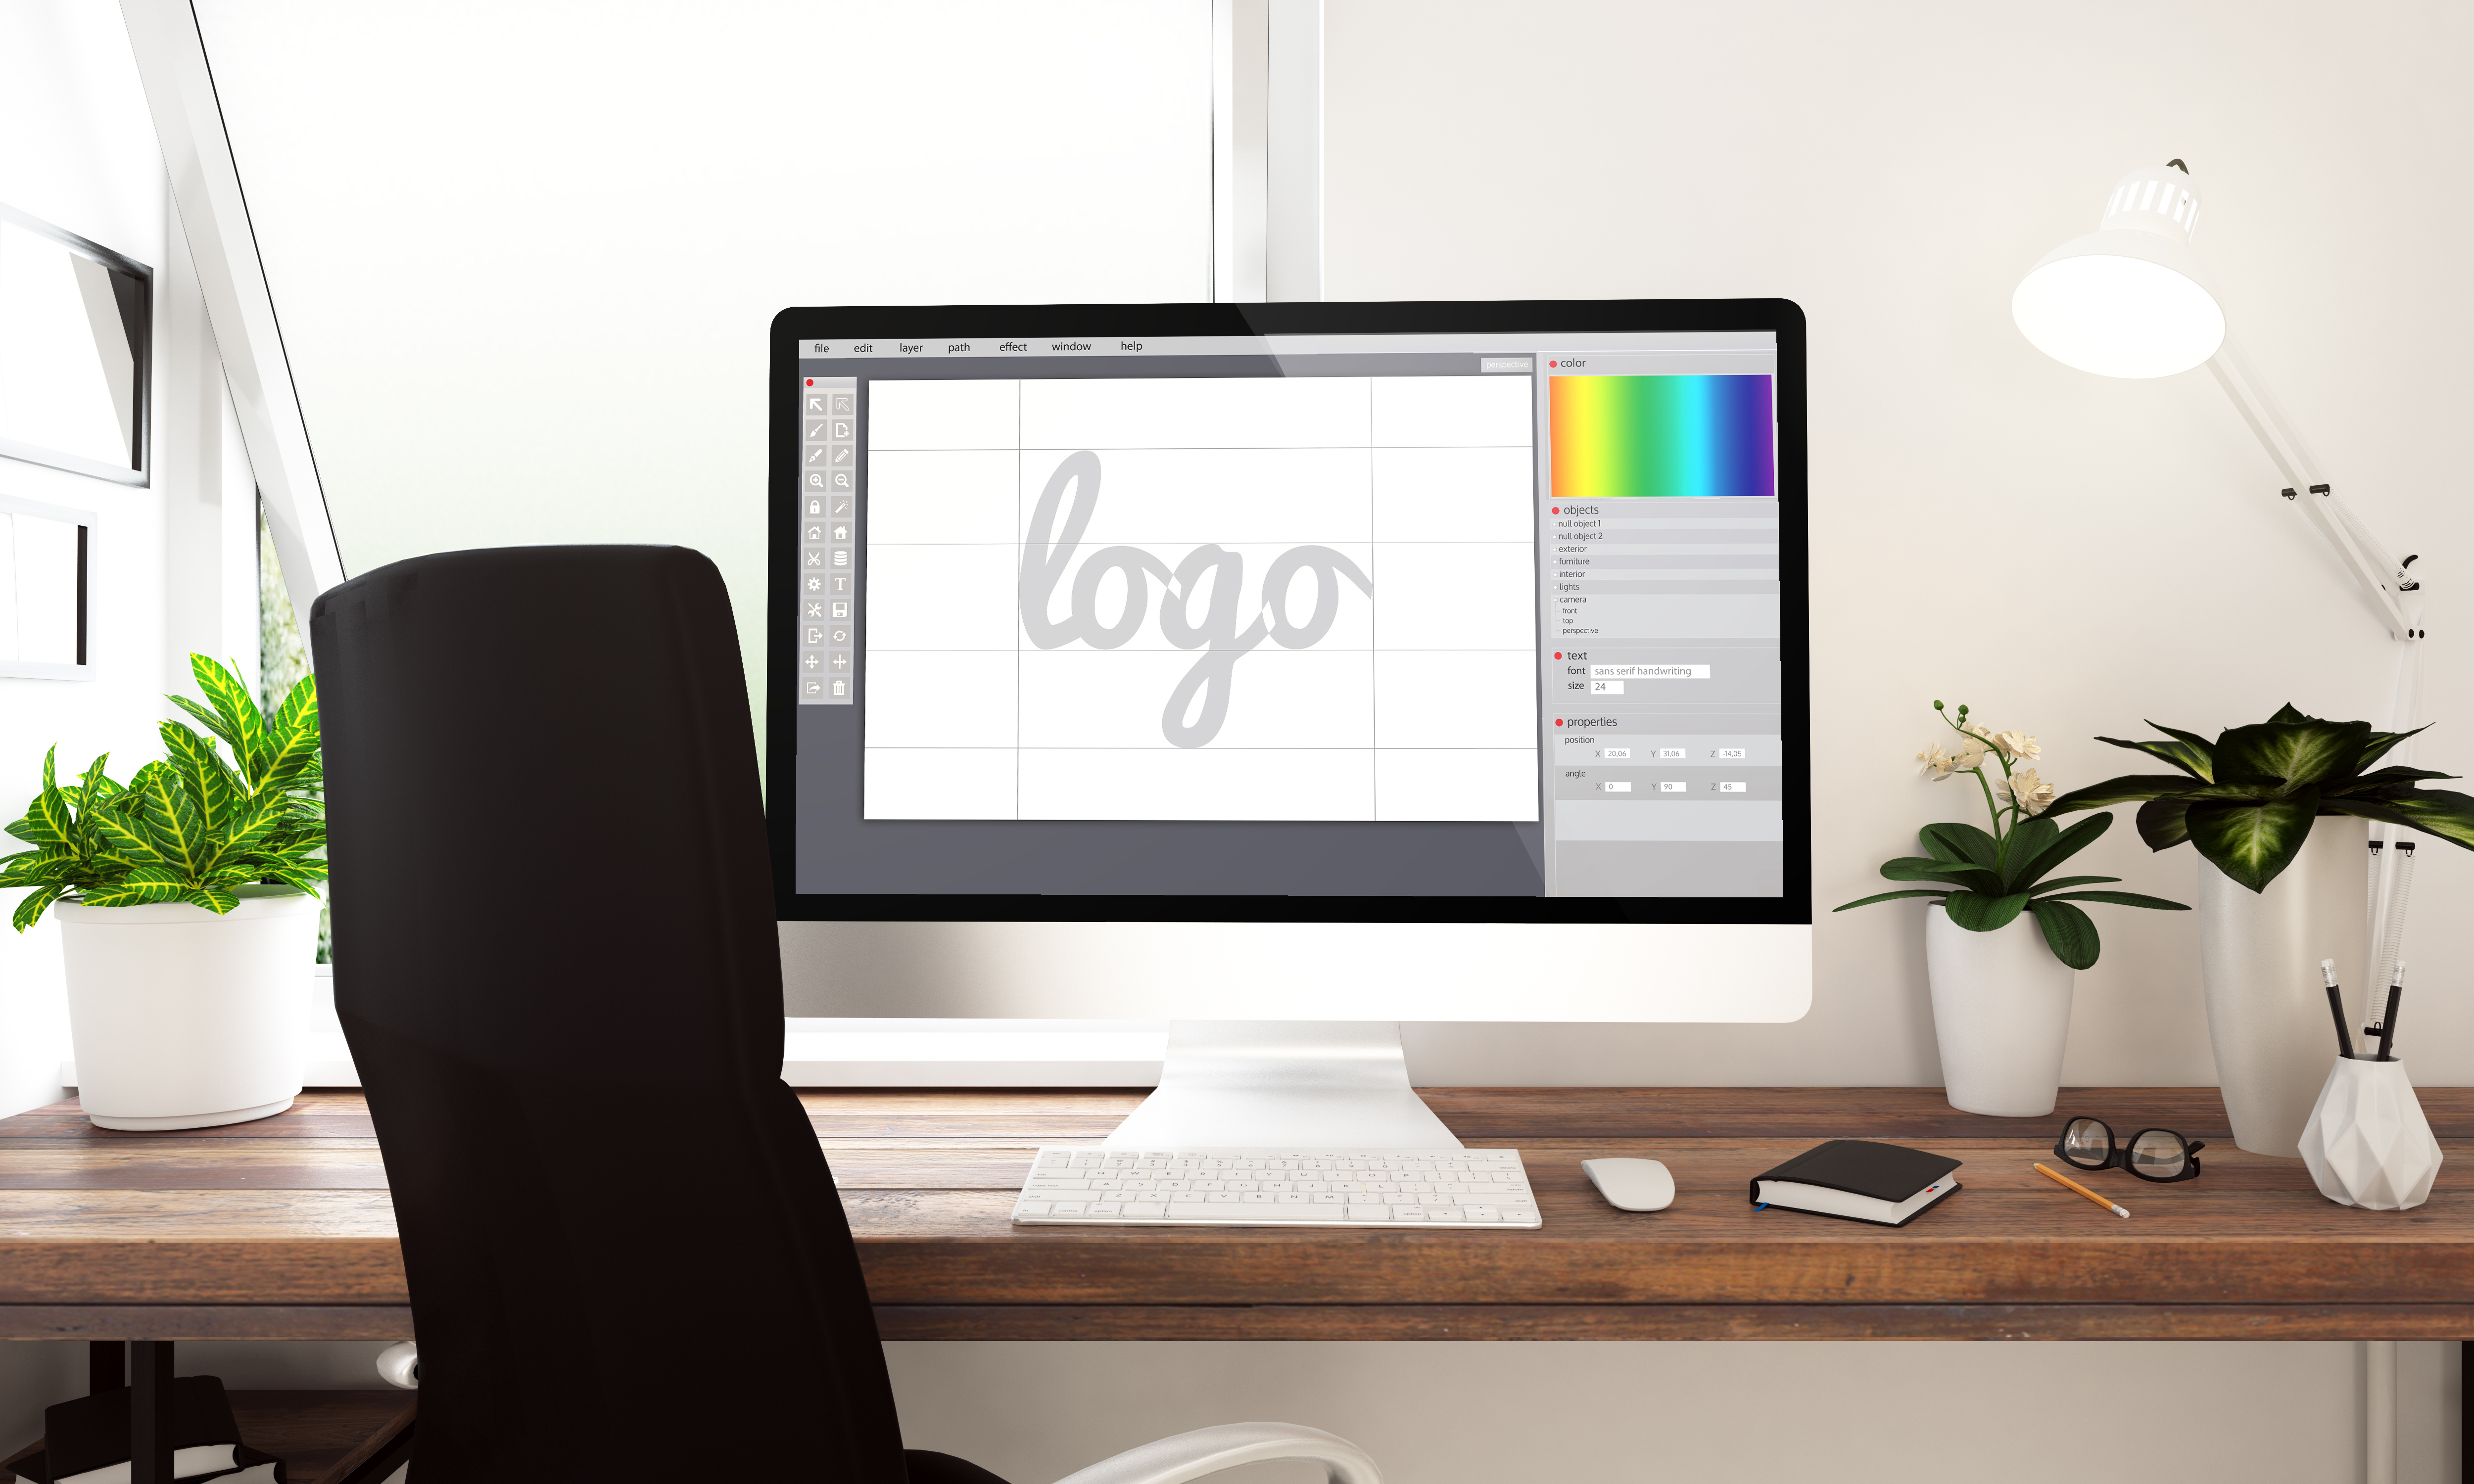 file edit layer path effect window help
perspective
logo
T
color
objects
null object 1
null object 2
exterior
furniture
interior
lights
camera
front
top
perspective
text
font sans serif handwriting
size 24
properties
position
X 20,06 Y 31,06 Z -14,05
angle
X 0 Y 90 Z 45
Q W E R T Y U I O P
A S D F G H J K L
Z X C V B N M
control option